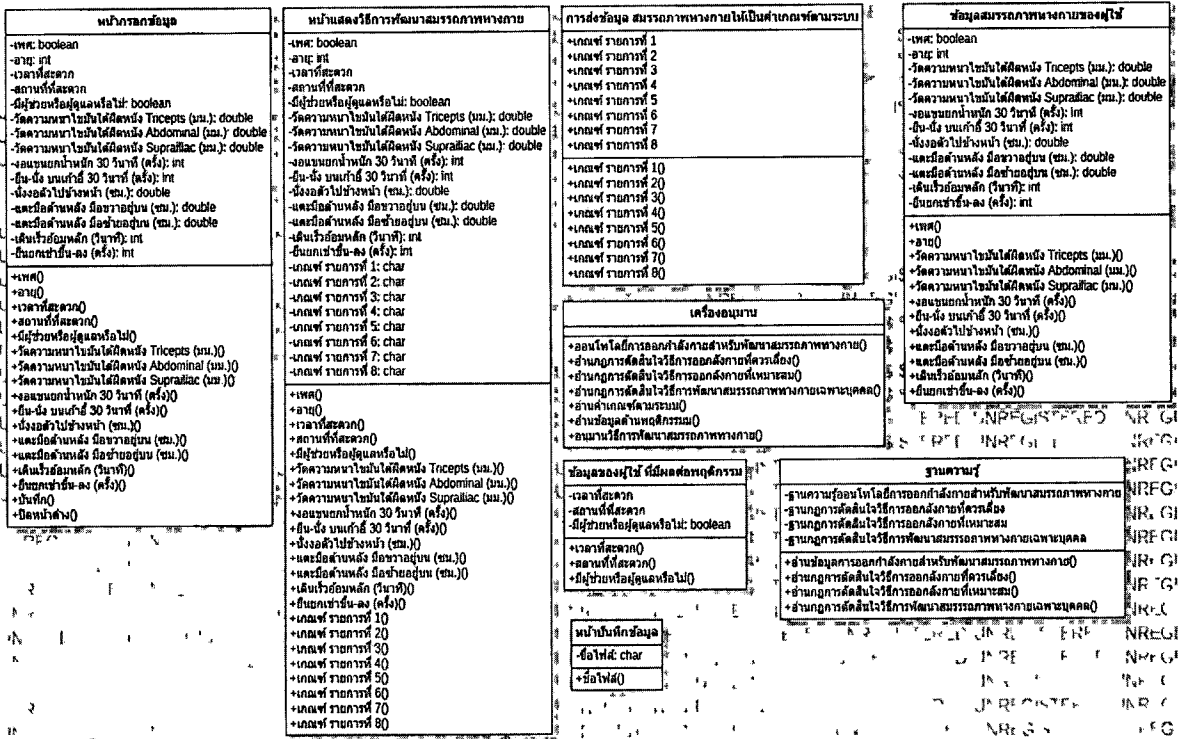 หน้ากรอกข้อมูล
-เพศ: boolean
-อายุ: int
-เวลาที่สะดวก
-สถานที่ที่สะดวก
-มีผู้ช่วยหรือผู้ดูแลหรือไม่: boolean
-วัดความหนาไขมันใต้ผิดหนัง Tricepts (มม.): double
-วัดความหนาไขมันใต้ผิดหนัง Abdominal (มม.): double
-วัดความหนาไขมันใต้ผิดหนัง Suprailiac (มม.): double
-งอแขนยกน้ำหนัก 30 วินาที (ครั้ง): int
-ยืน-นั่ง บนเก้าอี้ 30 วินาที (ครั้ง): int
-นั่งงอตัวไปข้างหน้า (ซม.): double
-แตะมือด้านหลัง มือขวาอยู่บน (ซม.): double
-แตะมือด้านหลัง มือซ้ายอยู่บน (ซม.): double
-เดินเร็วอ้อมหลัก (วินาที): int
-ยืนยกเข่าขึ้น-ลง (ครั้ง): int
+เพศ()
+อายุ()
+เวลาที่สะดวก()
+สถานที่ที่สะดวก()
+มีผู้ช่วยหรือผู้ดูแลหรือไม่()
+วัดความหนาไขมันใต้ผิดหนัง Tricepts (มม.)()
+วัดความหนาไขมันใต้ผิดหนัง Abdominal (มม.)()
+วัดความหนาไขมันใต้ผิดหนัง Suprailiac (มม.)()
+งอแขนยกน้ำหนัก 30 วินาที (ครั้ง)()
+ยืน-นั่ง บนเก้าอี้ 30 วินาที (ครั้ง)()
+นั่งงอตัวไปข้างหน้า (ซม.)()
+แตะมือด้านหลัง มือขวาอยู่บน (ซม.)()
+แตะมือด้านหลัง มือซ้ายอยู่บน (ซม.)()
+เดินเร็วอ้อมหลัก (วินาที)()
+ยืนยกเข่าขึ้น-ลง (ครั้ง)()
+บันทึก()
+ปิดหน้าต่าง()
หน้าแสดงวิธีการพัฒนาสมรรถภาพทางกาย
-เพศ: boolean
-อายุ: int
-เวลาที่สะดวก
-สถานที่ที่สะดวก
-มีผู้ช่วยหรือผู้ดูแลหรือไม่: boolean
-วัดความหนาไขมันใต้ผิดหนัง Tricepts (มม.): double
-วัดความหนาไขมันใต้ผิดหนัง Abdominal (มม.): double
-วัดความหนาไขมันใต้ผิดหนัง Suprailiac (มม.): double
-งอแขนยกน้ำหนัก 30 วินาที (ครั้ง): int
-ยืน-นั่ง บนเก้าอี้ 30 วินาที (ครั้ง): int
-นั่งงอตัวไปข้างหน้า (ซม.): double
-แตะมือด้านหลัง มือขวาอยู่บน (ซม.): double
-แตะมือด้านหลัง มือซ้ายอยู่บน (ซม.): double
-เดินเร็วอ้อมหลัก (วินาที): int
-ยืนยกเข่าขึ้น-ลง (ครั้ง): int
-เกณฑ์ รายการที่ 1: char
-เกณฑ์ รายการที่ 2: char
-เกณฑ์ รายการที่ 3: char
-เกณฑ์ รายการที่ 4: char
-เกณฑ์ รายการที่ 5: char
-เกณฑ์ รายการที่ 6: char
-เกณฑ์ รายการที่ 7: char
-เกณฑ์ รายการที่ 8: char
+เพศ()
+อายุ()
+เวลาที่สะดวก()
+สถานที่ที่สะดวก()
+มีผู้ช่วยหรือผู้ดูแลหรือไม่()
+วัดความหนาไขมันใต้ผิดหนัง Tricepts (มม.)()
+วัดความหนาไขมันใต้ผิดหนัง Abdominal (มม.)()
+วัดความหนาไขมันใต้ผิดหนัง Suprailiac (มม.)()
+งอแขนยกน้ำหนัก 30 วินาที (ครั้ง)()
+ยืน-นั่ง บนเก้าอี้ 30 วินาที (ครั้ง)()
+นั่งงอตัวไปข้างหน้า (ซม.)()
+แตะมือด้านหลัง มือขวาอยู่บน (ซม.)()
+แตะมือด้านหลัง มือซ้ายอยู่บน (ซม.)()
+เดินเร็วอ้อมหลัก (วินาที)()
+ยืนยกเข่าขึ้น-ลง (ครั้ง)()
+เกณฑ์ รายการที่ 1()
+เกณฑ์ รายการที่ 2()
+เกณฑ์ รายการที่ 3()
+เกณฑ์ รายการที่ 4()
+เกณฑ์ รายการที่ 5()
+เกณฑ์ รายการที่ 6()
+เกณฑ์ รายการที่ 7()
+เกณฑ์ รายการที่ 8()
การส่งข้อมูล สมรรถภาพทางกายให้เป็นค่าเกณฑ์ตามระบบ
+เกณฑ์ รายการที่ 1
+เกณฑ์ รายการที่ 2
+เกณฑ์ รายการที่ 3
+เกณฑ์ รายการที่ 4
+เกณฑ์ รายการที่ 5
+เกณฑ์ รายการที่ 6
+เกณฑ์ รายการที่ 7
+เกณฑ์ รายการที่ 8
+เกณฑ์ รายการที่ 1()
+เกณฑ์ รายการที่ 2()
+เกณฑ์ รายการที่ 3()
+เกณฑ์ รายการที่ 4()
+เกณฑ์ รายการที่ 5()
+เกณฑ์ รายการที่ 6()
+เกณฑ์ รายการที่ 7()
+เกณฑ์ รายการที่ 8()
เครื่องอนุมาน
+ออนโทโลยีการออกกำลังกายสำหรับพัฒนาสมรรถภาพทางกาย()
+อ่านกฎการตัดสินใจวิธีการออกลังกายที่ควรเลี่ยง()
+อ่านกฎการตัดสินใจวิธีการออกลังกายที่เหมาะสม()
+อ่านกฎการตัดสินใจวิธีการพัฒนาสมรรถภาพทางกายเฉพาะบุคคล()
+อ่านค่าเกณฑ์ตามระบบ()
+อ่านข้อมูลด้านพฤติกรรม()
+อนุมานวิธีการพัฒนาสมรรถภาพทางกาย()
ข้อมูลของผู้ใช้ ที่มีผลต่อพฤติกรรม
-เวลาที่สะดวก
-สถานที่ที่สะดวก
-มีผู้ช่วยหรือผู้ดูแลหรือไม่: boolean
+เวลาที่สะดวก()
+สถานที่ที่สะดวก()
+มีผู้ช่วยหรือผู้ดูแลหรือไม่()
หน้าบันทึกข้อมูล
-ชื่อไฟล์: char
+ชื่อไฟล์()
ข้อมูลสมรรถภาพทางกายของผู้ใช้
-เพศ: boolean
-อายุ: int
-วัดความหนาไขมันใต้ผิดหนัง Tricepts (มม.): double
-วัดความหนาไขมันใต้ผิดหนัง Abdominal (มม.): double
-วัดความหนาไขมันใต้ผิดหนัง Suprailiac (มม.): double
-งอแขนยกน้ำหนัก 30 วินาที (ครั้ง): int
-ยืน-นั่ง บนเก้าอี้ 30 วินาที (ครั้ง): int
-นั่งงอตัวไปข้างหน้า (ซม.): double
-แตะมือด้านหลัง มือขวาอยู่บน (ซม.): double
-แตะมือด้านหลัง มือซ้ายอยู่บน (ซม.): double
-เดินเร็วอ้อมหลัก (วินาที): int
-ยืนยกเข่าขึ้น-ลง (ครั้ง): int
+เพศ()
+อายุ()
+วัดความหนาไขมันใต้ผิดหนัง Tricepts (มม.)()
+วัดความหนาไขมันใต้ผิดหนัง Abdominal (มม.)()
+วัดความหนาไขมันใต้ผิดหนัง Suprailiac (มม.)()
+งอแขนยกน้ำหนัก 30 วินาที (ครั้ง)()
+ยืน-นั่ง บนเก้าอี้ 30 วินาที (ครั้ง)()
+นั่งงอตัวไปข้างหน้า (ซม.)()
+แตะมือด้านหลัง มือขวาอยู่บน (ซม.)()
+แตะมือด้านหลัง มือซ้ายอยู่บน (ซม.)()
+เดินเร็วอ้อมหลัก (วินาที)()
+ยืนยกเข่าขึ้น-ลง (ครั้ง)()
ฐานความรู้
-ฐานความรู้ออนโทโลยีการออกกำลังกายสำหรับพัฒนาสมรรถภาพทางกาย
-ฐานกฎการตัดสินใจวิธีการออกลังกายที่ควรเลี่ยง
-ฐานกฎการตัดสินใจวิธีการออกลังกายที่เหมาะสม
-ฐานกฎการตัดสินใจวิธีการพัฒนาสมรรถภาพทางกายเฉพาะบุคคล
+อ่านข้อมูลการออกกำลังกายสำหรับพัฒนาสมรรถภาพทางกาย()
+อ่านกฎการตัดสินใจวิธีการออกลังกายที่ควรเลี่ยง()
+อ่านกฎการตัดสินใจวิธีการออกลังกายที่เหมาะสม()
+อ่านกฎการตัดสินใจวิธีการพัฒนาสมรรถภาพทางกายเฉพาะบุคคล()